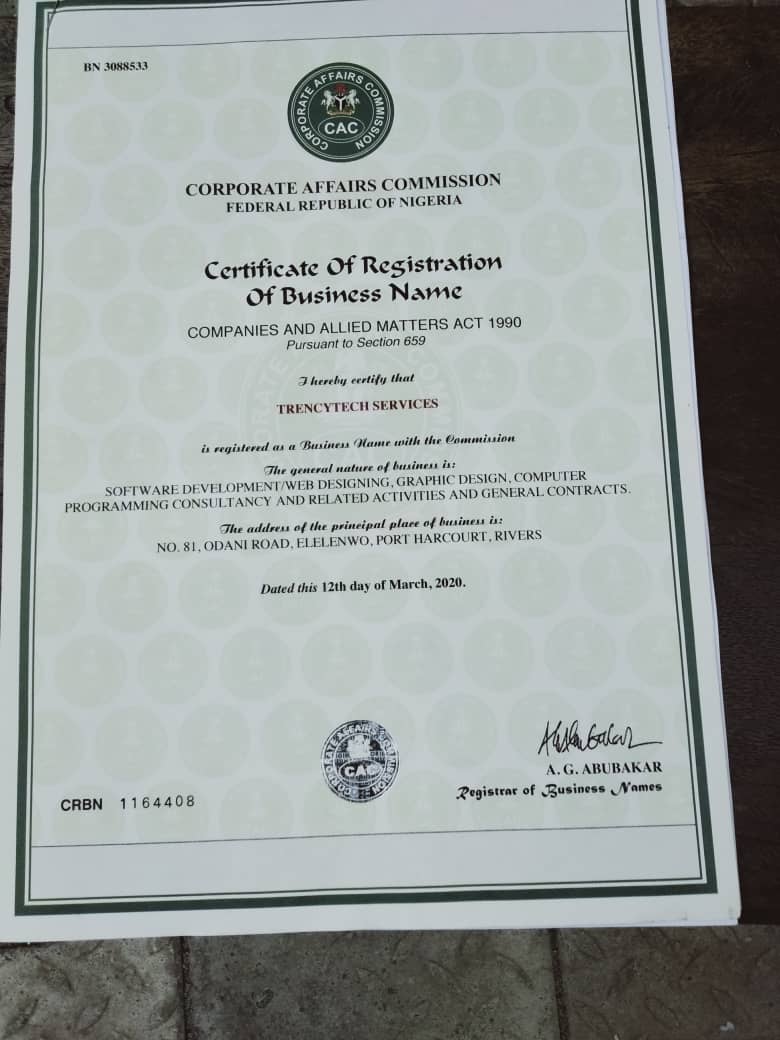 BN 3088533
CORPORATE AFFAIRS COMMISSION
CAC
CORPORATE AFFAIRS COMMISSION
FEDERAL REPUBLIC OF NIGERIA
Certificate Of Registration
Of Business Name
COMPANIES AND ALLIED MATTERS ACT 1990
Pursuant to Section 659
I hereby certify that
TRENCYTECH SERVICES
is registered as a Business Name with the Commission
The general nature of business is:
SOFTWARE DEVELOPMENT/WEB DESIGNING, GRAPHIC DESIGN, COMPUTER
PROGRAMMING CONSULTANCY AND RELATED ACTIVITIES AND GENERAL CONTRACTS.
The address of the principal place of business is:
NO. 81, ODANI ROAD, ELELENWO, PORT HARCOURT, RIVERS
Dated this 12th day of March, 2020.
A. G. ABUBAKAR
Registrar of Business Names
CRBN 1164408